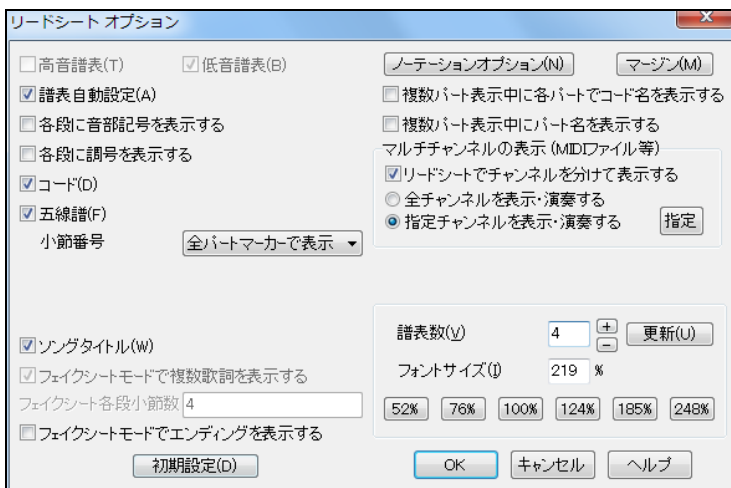 リードシート オプション
高音譜表(T)
低音譜表(B)
譜表自動設定(A)
各段に音部記号を表示する
各段に調号を表示する
コード(D)
五線譜(F)
小節番号
全パートマーカーで表示
ソングタイトル(W)
フェイクシートモードで複数歌詞を表示する
フェイクシート各段小節数 4
フェイクシートモードでエンディングを表示する
初期設定(D)
ノーテーションオプション(N)
マージン(M)
複数パート表示中に各パートでコード名を表示する
複数パート表示中にパート名を表示する
マルチチャンネルの表示 (MIDIファイル等)
リードシートでチャンネルを分けて表示する
全チャンネルを表示・演奏する
指定チャンネルを表示・演奏する
指定
譜表数(V)
4
更新(U)
フォントサイズ(I)
219 %
52% 76% 100% 124% 185% 248%
OK
キャンセル
ヘルプ